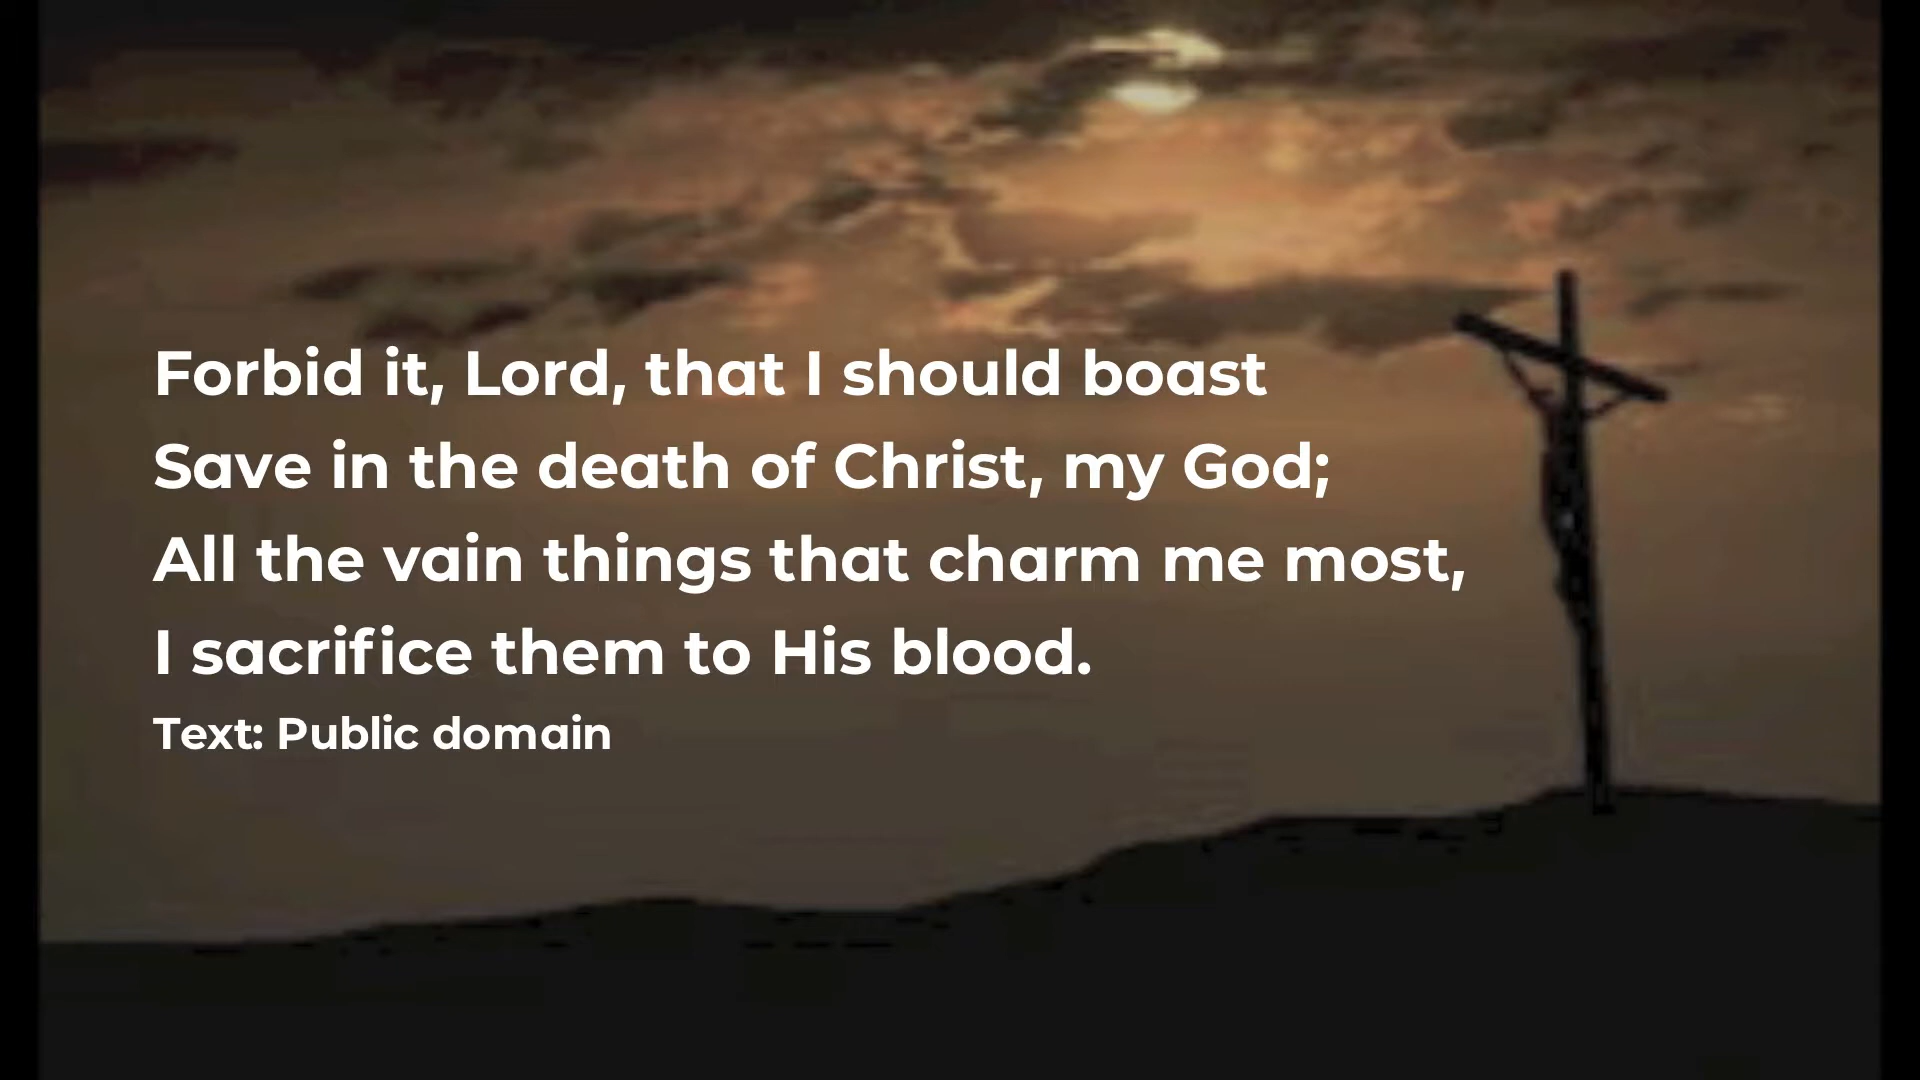 Forbid it, Lord, that I should boast
Save in the death of Christ, my God;
All the vain things that charm me most,
I sacrifice them to His blood.
Text: Public domain